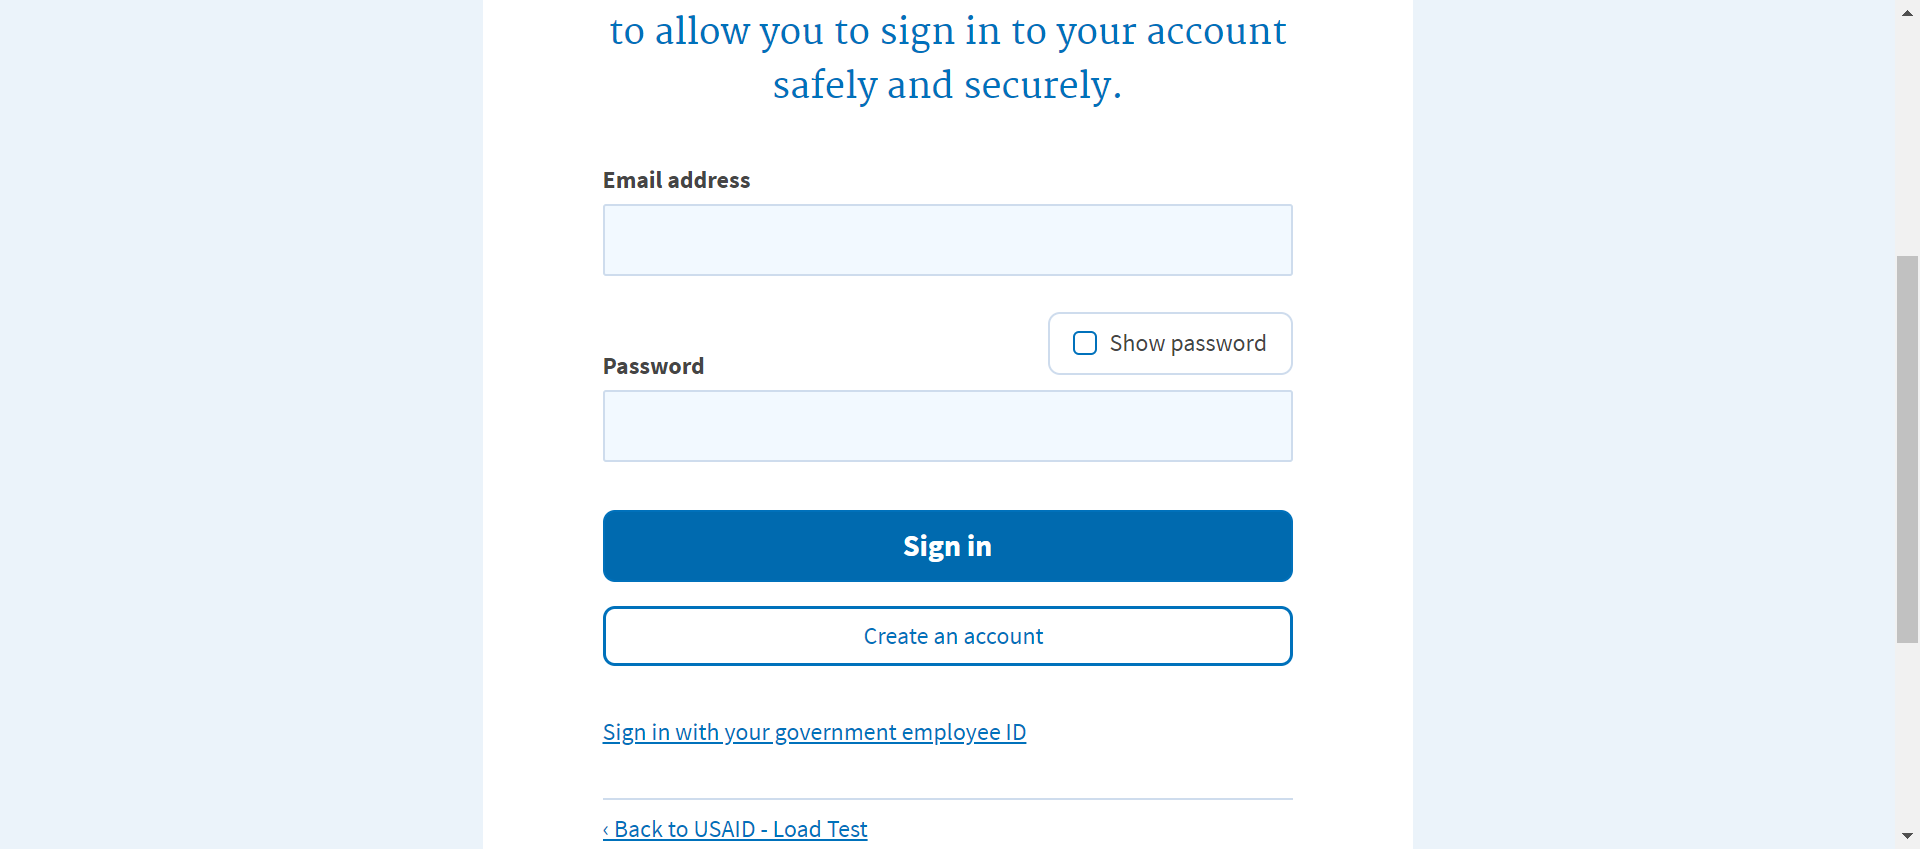 to allow you to sign in to your account
safely and securely.
Email address
Show password
Password
Sign in
Create an account
Sign in with your government employee ID
‹ Back to USAID - Load Test